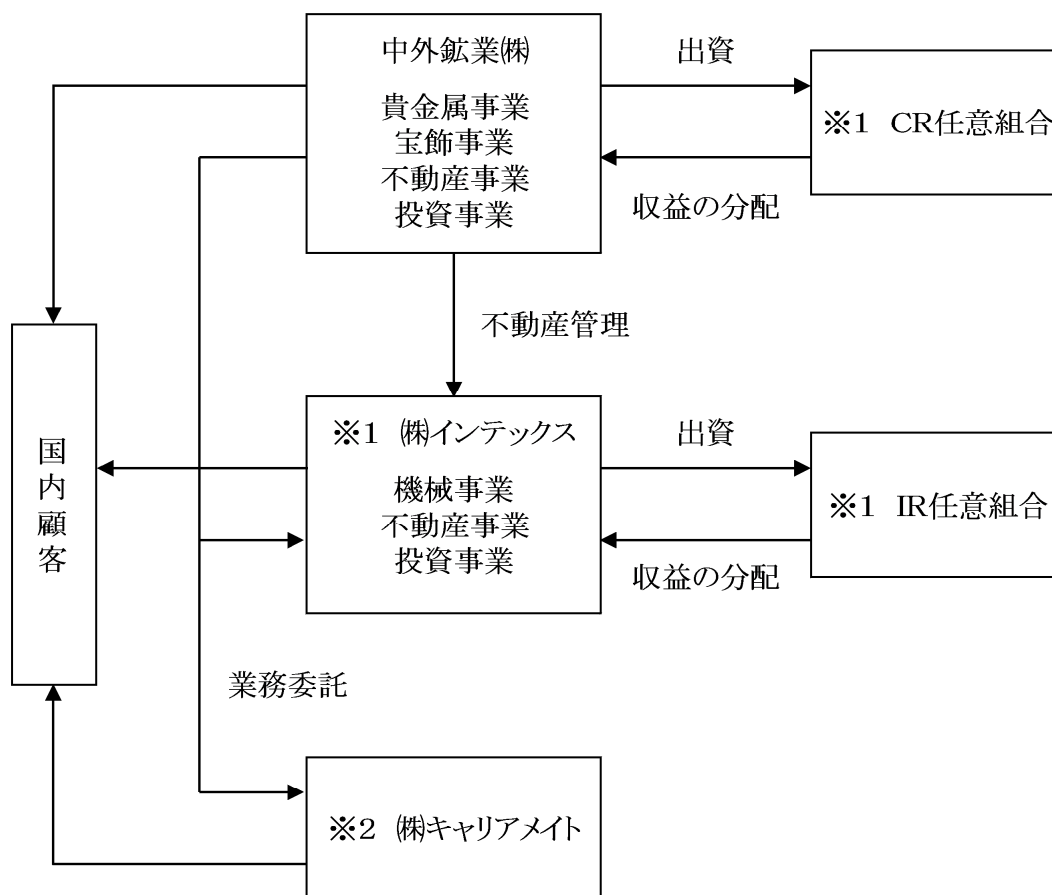 中外鉱業㈱
貴金属事業
宝飾事業
不動産事業
投資事業
出資
収益の分配
※1 CR任意組合
不動産管理
国内顧客
※1 ㈱インテックス
機械事業
不動産事業
投資事業
出資
収益の分配
※1 IR任意組合
業務委託
※2 ㈱キャリアメイト